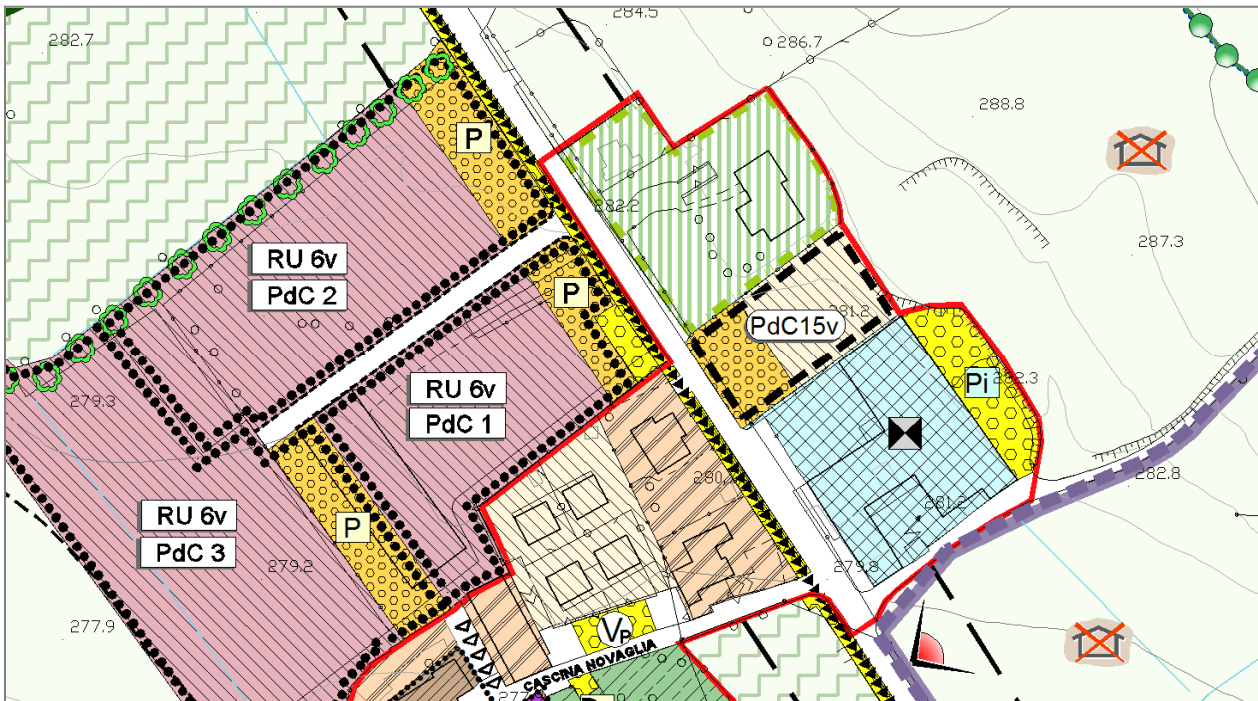 284.5
282.7
286.7
288.8
P
282.2
287.3
RU 6v
PdC 2
P
281.2
PdC15v
RU 6v
PdC 1
Pi
282.3
279.3
282.8
280.
281.2
RU 6v
PdC 3
P
279.2
279.8
277.9
VP
CASCINA NOVAGLIA
277